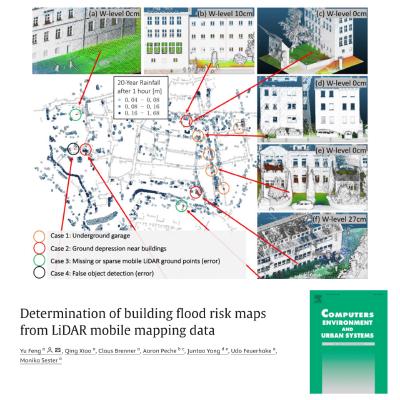 (a) W-level 0cm
(b) W-level 10cm
(c) W-level 0cm
20-Year Rainfall
after 1 hour [m]
0.04 – 0.08
0.08 – 0.16
0.16 – 1.68
(d) W-level 0cm
(e) W-level 0cm
(f) W-level 27cm
Case 1: Underground garage
Case 2: Ground depression near buildings
Case 3: Missing or sparse mobile LiDAR ground points (error)
Case 4: False object detection (error)
Determination of building flood risk maps
from LiDAR mobile mapping data
Yu Feng, Qing Xiao, Claus Brenner, Aaron Peche, Juntao Yang, Udo Feuerhake,
Monika Sester
COMPUTERS
ENVIRONMENT
AND
URBAN SYSTEMS